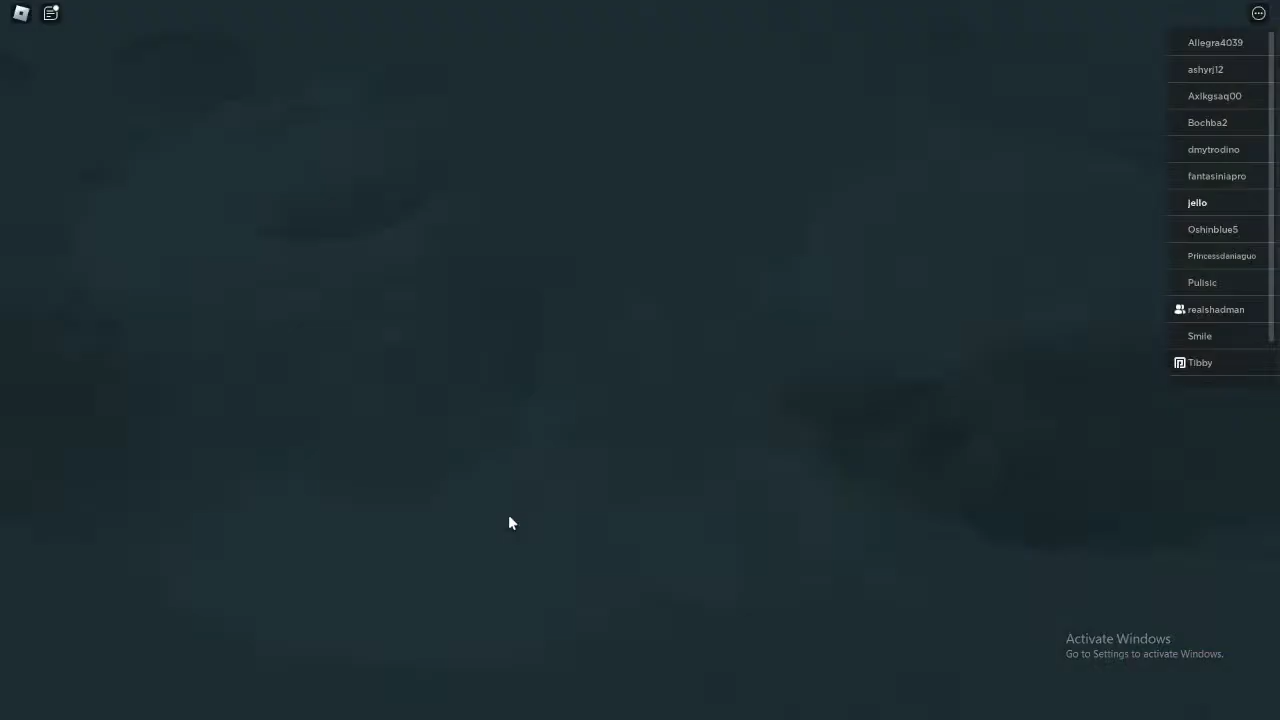 Allegra4039
ashyrj12
Axlkgsaq00
Bochba2
dmytrodino
fantasiniapro
jello
Oshinblue5
Princessdaniaguo
Pulisic
realshadman
Smile
Tibby
Activate Windows
Go to Settings to activate Windows.